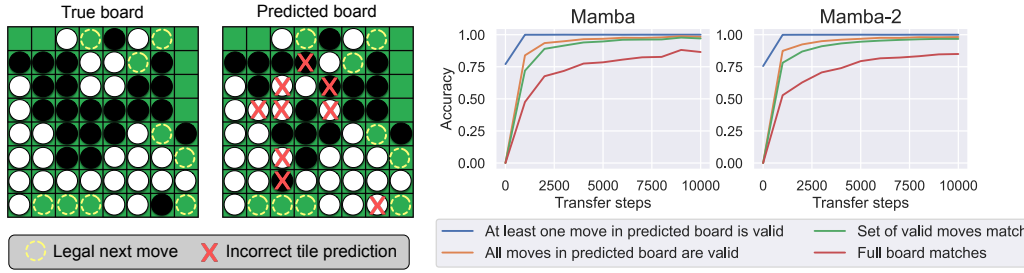 True board
Predicted board
Legal next move
Incorrect tile prediction
Mamba
Mamba-2
Accuracy
1.00
0.75
0.50
0.25
0.00
0 2500 5000 7500 10000
Transfer steps
1.00
0.75
0.50
0.25
0.00
0 2500 5000 7500 10000
Transfer steps
At least one move in predicted board is valid
All moves in predicted board are valid
Set of valid moves match
Full board matches